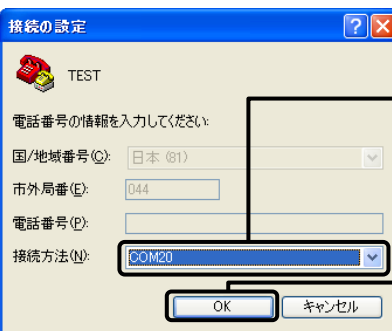 接続の設定
TEST
電話番号の情報を入力してください:
国/地域番号(C): 日本 (81)
市外局番(E): 044
電話番号(P):
接続方法(N): COM20
OK キャンセル